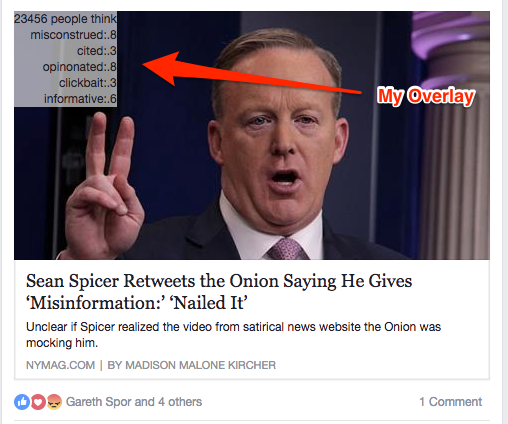 23456 people think
misconstrued:.8
cited:.3
opinonated:.8
clickbait:.3
informative:.6
My Overlay
Sean Spicer Retweets the Onion Saying He Gives
‘Misinformation:’ ‘Nailed It’
Unclear if Spicer realized the video from satirical news website the Onion was
mocking him.
NYMAG.COM | BY MADISON MALONE KIRCHER
Gareth Spor and 4 others 1 Comment